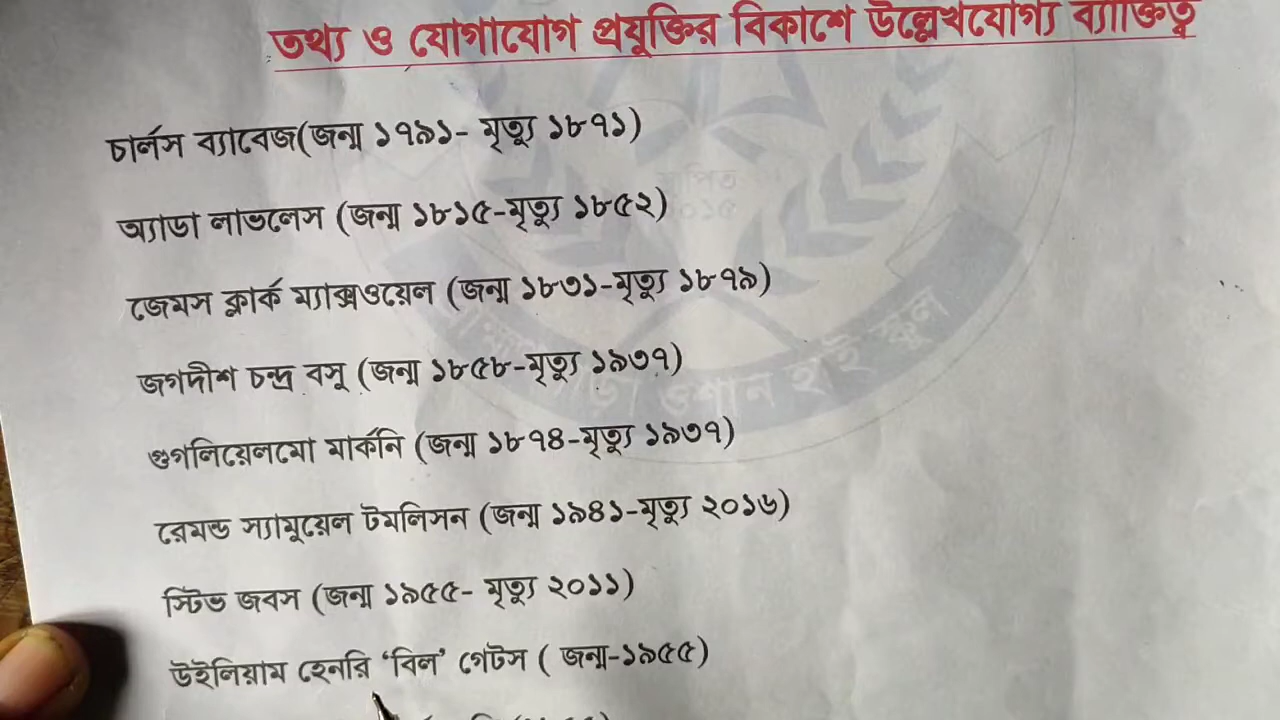 তথ্য ও যোগাযোগ প্রযুক্তির বিকাশে উল্লেখযোগ্য ব্যাক্তিত্ব
চার্লস ব্যাবেজ(জন্ম ১৭৯১- মৃত্যু ১৮৭১)
অ্যাডা লাভলেস (জন্ম ১৮১৫-মৃত্যু ১৮৫২)
জেমস ক্লার্ক ম্যাক্সওয়েল (জন্ম ১৮৩১-মৃত্যু ১৮৭৯)
জগদীশ চন্দ্র বসু (জন্ম ১৮৫৮-মৃত্যু ১৯৩৭)
গুগলিয়েলমো মার্কনি (জন্ম ১৮৭৪-মৃত্যু ১৯৩৭)
রেমন্ড স্যামুয়েল টমলিসন (জন্ম ১৯৪১-মৃত্যু ২০১৬)
স্টিভ জবস (জন্ম ১৯৫৫- মৃত্যু ২০১১)
উইলিয়াম হেনরি ‘বিল’ গেটস ( জন্ম-১৯৫৫)